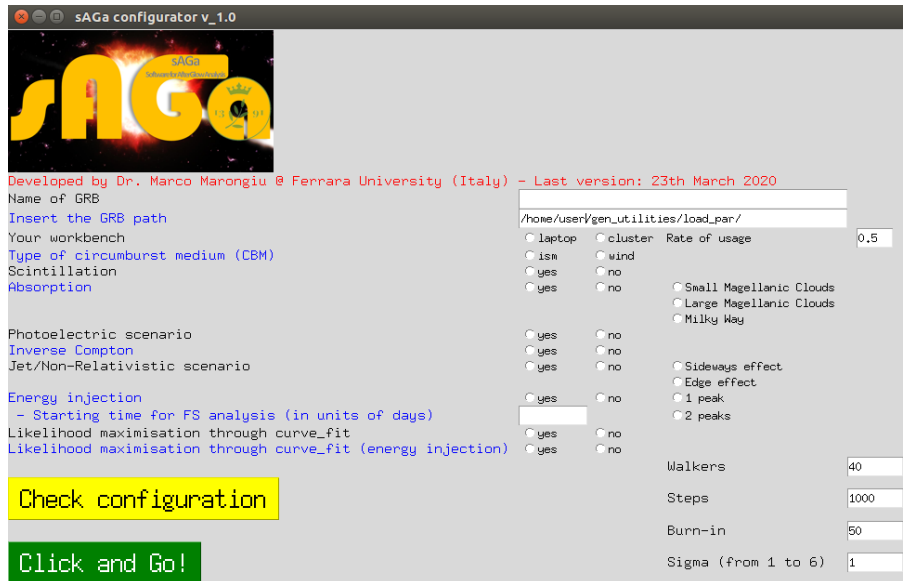 sAGa configurator v_1.0
sAGa
Software for AfterGlow Analysis
sAGa
13 91
Developed by Dr. Marco Marongiu @ Ferrara University (Italy) - Last version: 23th March 2020
Name of GRB
Insert the GRB path /home/user/gen_utilities/load_par/
Your workbench laptop cluster Rate of usage 0.5
Type of circumburst medium (CBM) ism wind
Scintillation yes no
Absorption yes no Small Magellanic Clouds
Large Magellanic Clouds
Milky Way
Photoelectric scenario yes no
Inverse Compton yes no
Jet/Non-Relativistic scenario yes no Sideways effect
Edge effect
Energy injection yes no 1 peak
- Starting time for FS analysis (in units of days) 2 peaks
Likelihood maximisation through curve_fit yes no
Likelihood maximisation through curve_fit (energy injection) yes no
Walkers 40
Check configuration
Steps 1000
Burn-in 50
Click and Go!
Sigma (from 1 to 6) 1